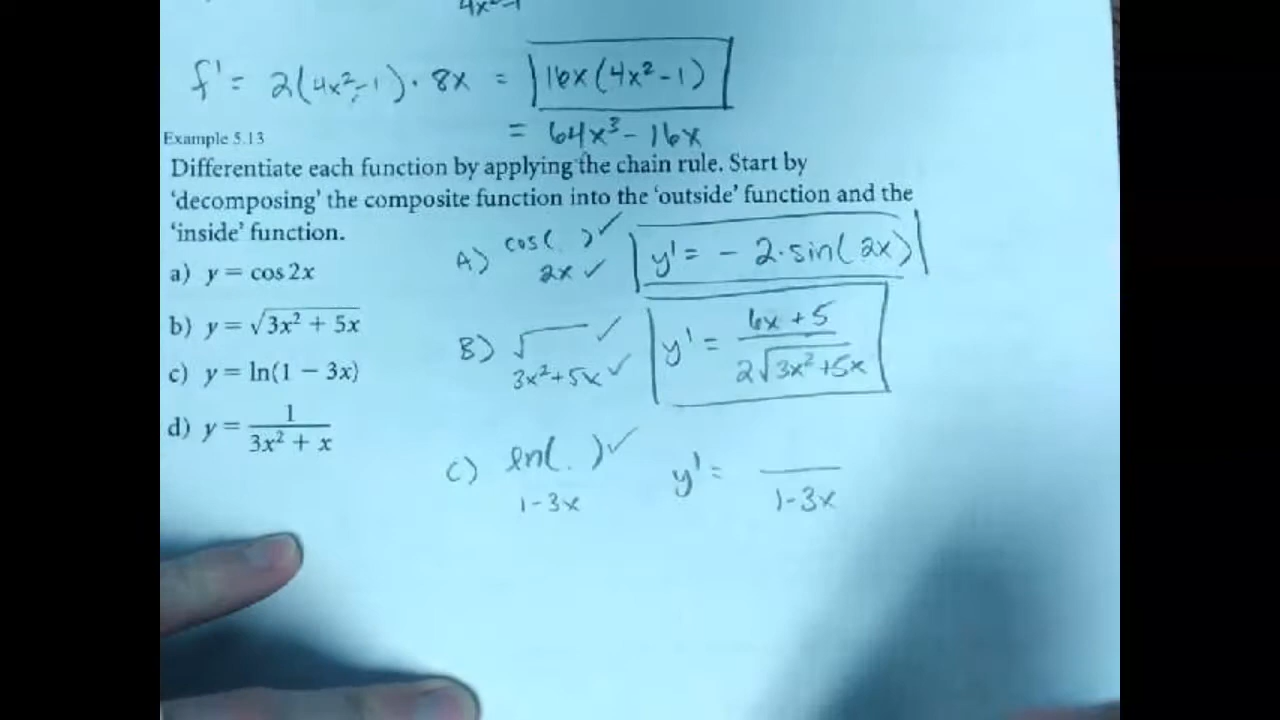 4x²-1
f' = 2(4x²-1)·8x = 16x(4x²-1)
= 64x³-16x
Example 5.13
Differentiate each function by applying the chain rule. Start by
‘decomposing’ the composite function into the ‘outside’ function and the
‘inside’ function.
a) y = cos 2x
b) y = √3x² + 5x
c) y = ln(1 − 3x)
d) y = 1/(3x² + x)
A) cos( ) ✓
2x ✓
y' = -2·sin(2x)
B) √ ✓
3x²+5x ✓
y' = (6x+5)/(2√3x²+5x)
C) ln( ) ✓
1-3x
y' = —
1-3x